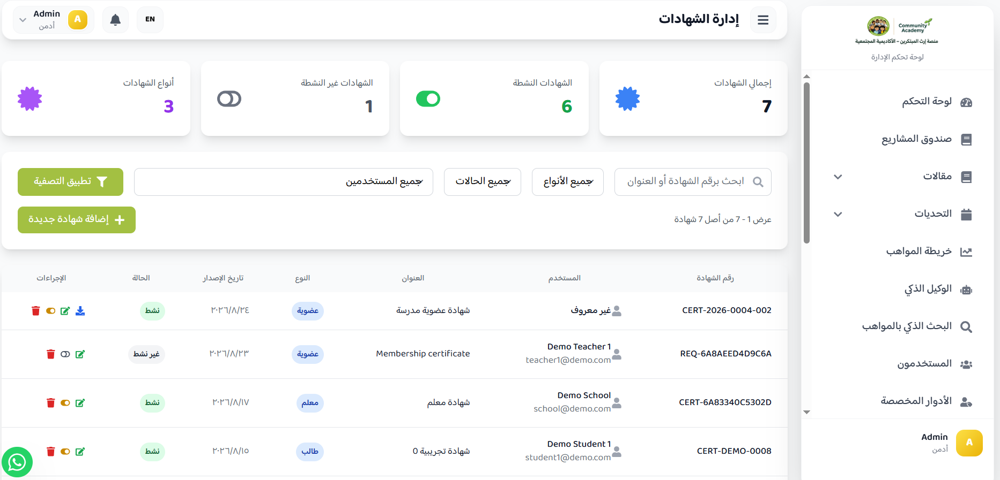 Community Academy
منصة إرث المبتكرين – الأكاديمية المجتمعية
لوحة تحكم الإدارة
لوحة التحكم
صندوق المشاريع
مقالات
التحديات
خريطة المواهب
الوكيل الذكي
البحث الذكي بالمواهب
المستخدمون
الأدوار المخصصة
A
Admin
أدمن
إدارة الشهادات
EN
A
Admin
أدمن
إجمالي الشهادات
7
الشهادات النشطة
6
الشهادات غير النشطة
1
أنواع الشهادات
3
ابحث برقم الشهادة أو العنوان
جميع الأنواع
جميع الحالات
جميع المستخدمين
تطبيق التصفية
عرض 1 - 7 من أصل 7 شهادة
إضافة شهادة جديدة
رقم الشهادة المستخدم العنوان النوع تاريخ الإصدار الحالة الإجراءات
CERT-2026-0004-002 غير معروف شهادة عضوية مدرسة عضوية ٢٠٢٦/٨/٢٤ نشط
REQ-6A8AEED4D9C6A Demo Teacher 1 Membership certificate عضوية ٢٠٢٦/٨/٢٣ غير نشط
teacher1@demo.com
CERT-6A83340C5302D Demo School شهادة معلم معلم ٢٠٢٦/٨/١٧ نشط
school@demo.com
CERT-DEMO-0008 Demo Student 1 شهادة تجريبية 0 طالب ٢٠٢٦/٨/١٥ نشط
student1@demo.com